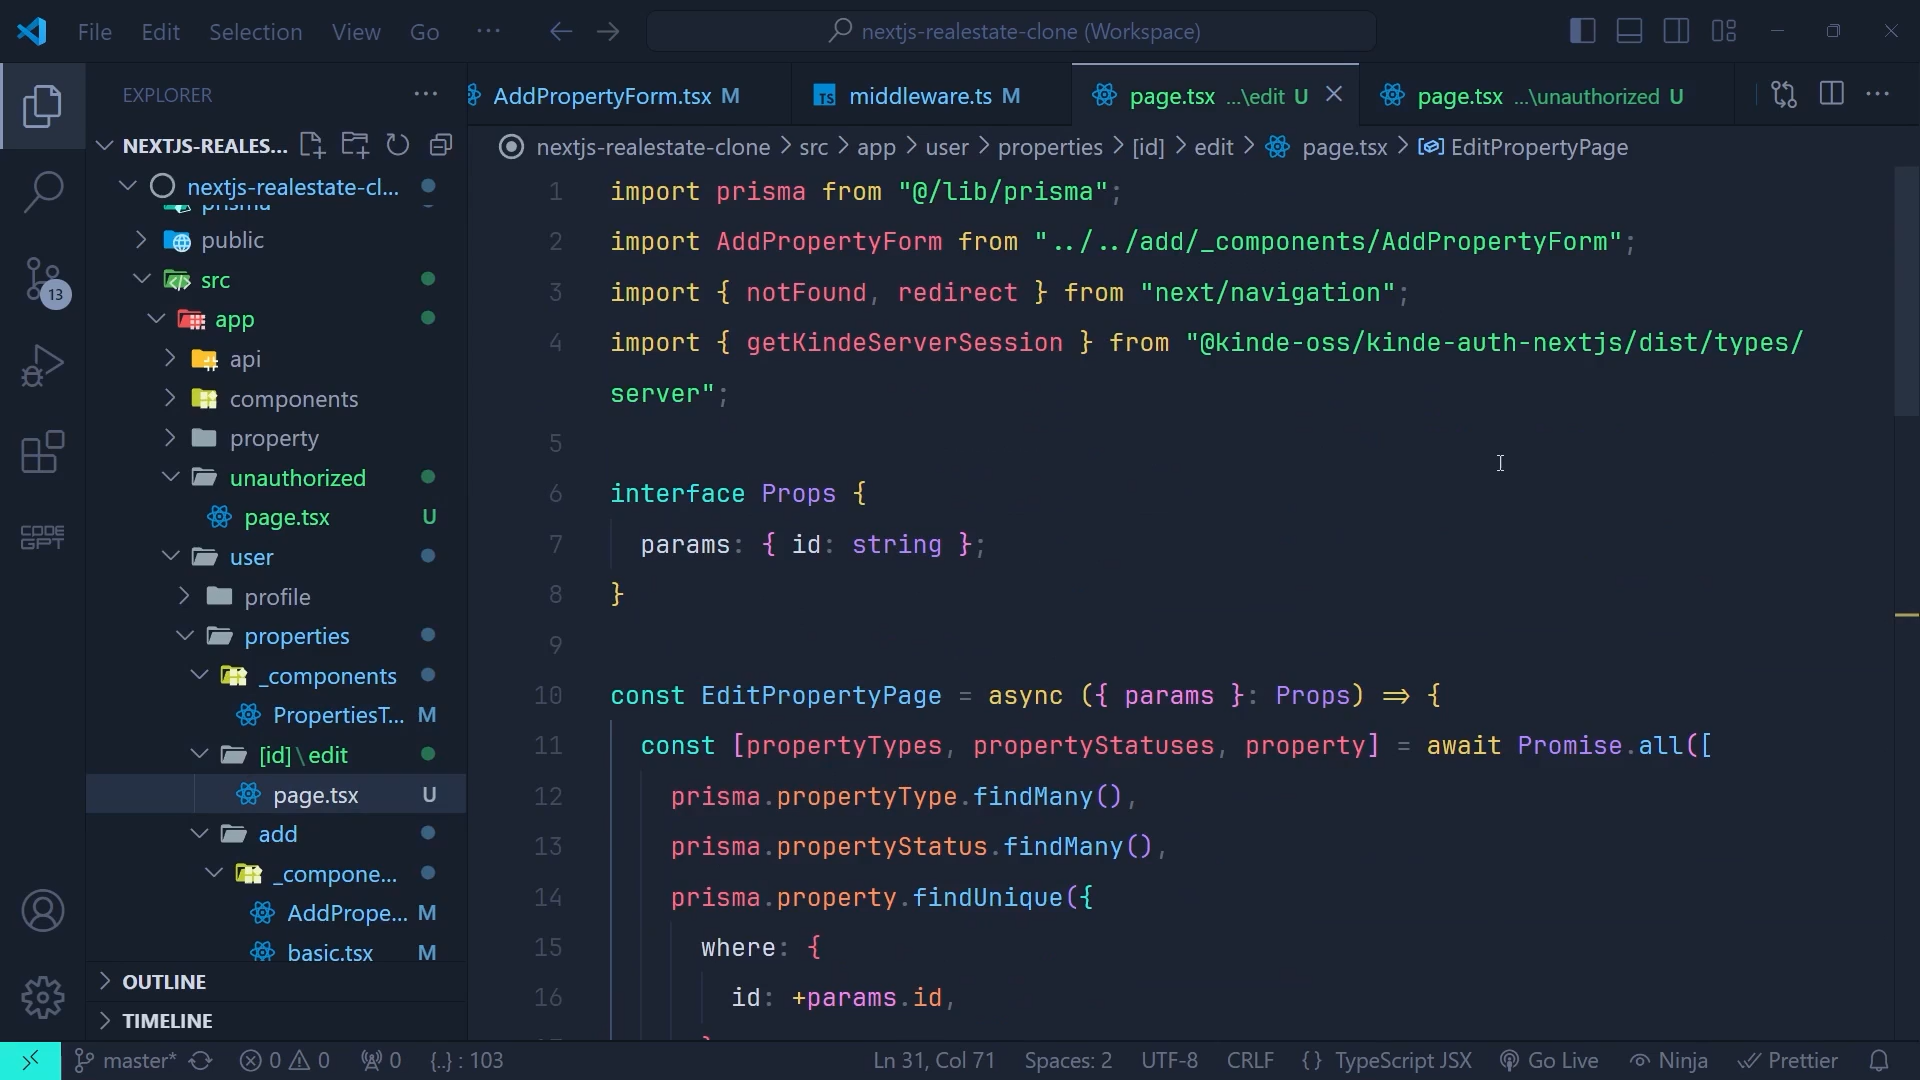 File Edit Selection View Go ··· nextjs-realestate-clone (Workspace)
EXPLORER ···
AddPropertyForm.tsx M
TS middleware.ts M
page.tsx ...\edit U
page.tsx ...\unauthorized U
nextjs-realestate-clone > src > app > user > properties > [id] > edit > page.tsx > EditPropertyPage
NEXTJS-REALES...
nextjs-realestate-cl...
prisma
public
src
app
api
components
property
unauthorized
page.tsx U
user
profile
properties
_components
PropertiesT... M
[id]\edit
page.tsx U
add
_compone...
AddPrope... M
basic.tsx M
OUTLINE
TIMELINE
13
CODE
GPT
1 import prisma from "@/lib/prisma";
2 import AddPropertyForm from "../../add/_components/AddPropertyForm";
3 import { notFound, redirect } from "next/navigation";
4 import { getKindeServerSession } from "@kinde-oss/kinde-auth-nextjs/dist/types/
server";
5
6 interface Props {
7 params: { id: string };
8 }
9
10 const EditPropertyPage = async ({ params }: Props) => {
11 const [propertyTypes, propertyStatuses, property] = await Promise.all([
12 prisma.propertyType.findMany(),
13 prisma.propertyStatus.findMany(),
14 prisma.property.findUnique({
15 where: {
16 id: +params.id,
master* 0 0 0 {..} : 103 Ln 31, Col 71 Spaces: 2 UTF-8 CRLF {} TypeScript JSX Go Live Ninja Prettier